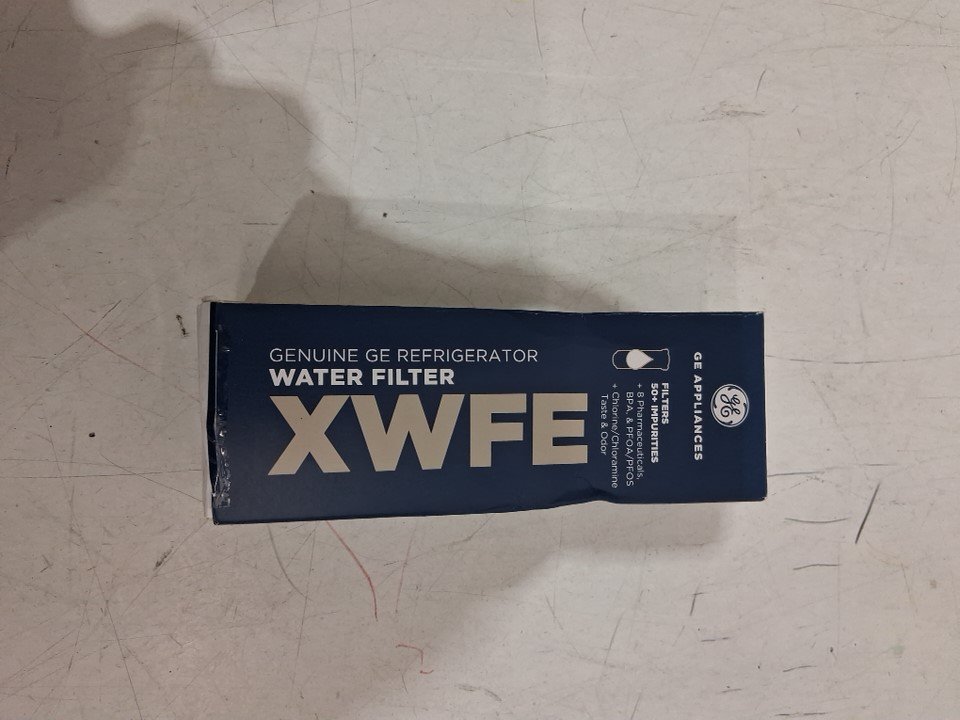 GENUINE GE REFRIGERATOR
WATER FILTER
XWFE
GE APPLIANCES
FILTERS
50+ IMPURITIES
+ 8 Pharmaceuticals,
BPA, & PFOA/PFOS
+ Chlorine/Chloramine
Taste & Odor